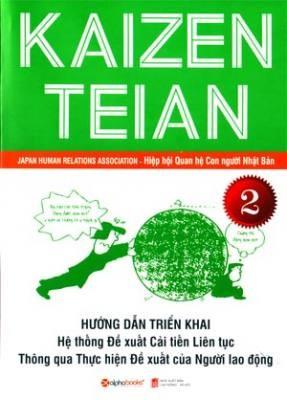 KAIZEN
TEIAN
JAPAN HUMAN RELATIONS ASSOCIATION - Hiệp hội Quan hệ Con người Nhật Bản
2
HƯỚNG DẪN TRIỂN KHAI
Hệ thống Đề xuất Cải tiến Liên tục
Thông qua Thực hiện Đề xuất của Người lao động
alphabooks